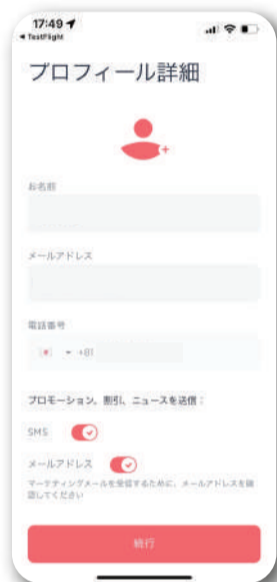 17:49
◀ TestFlight
プロフィール詳細
お名前
メールアドレス
電話番号
+81
プロモーション、割引、ニュースを送信：
SMS
メールアドレス
マーケティングメールを受信するために、メールアドレスを確
認してください
続行